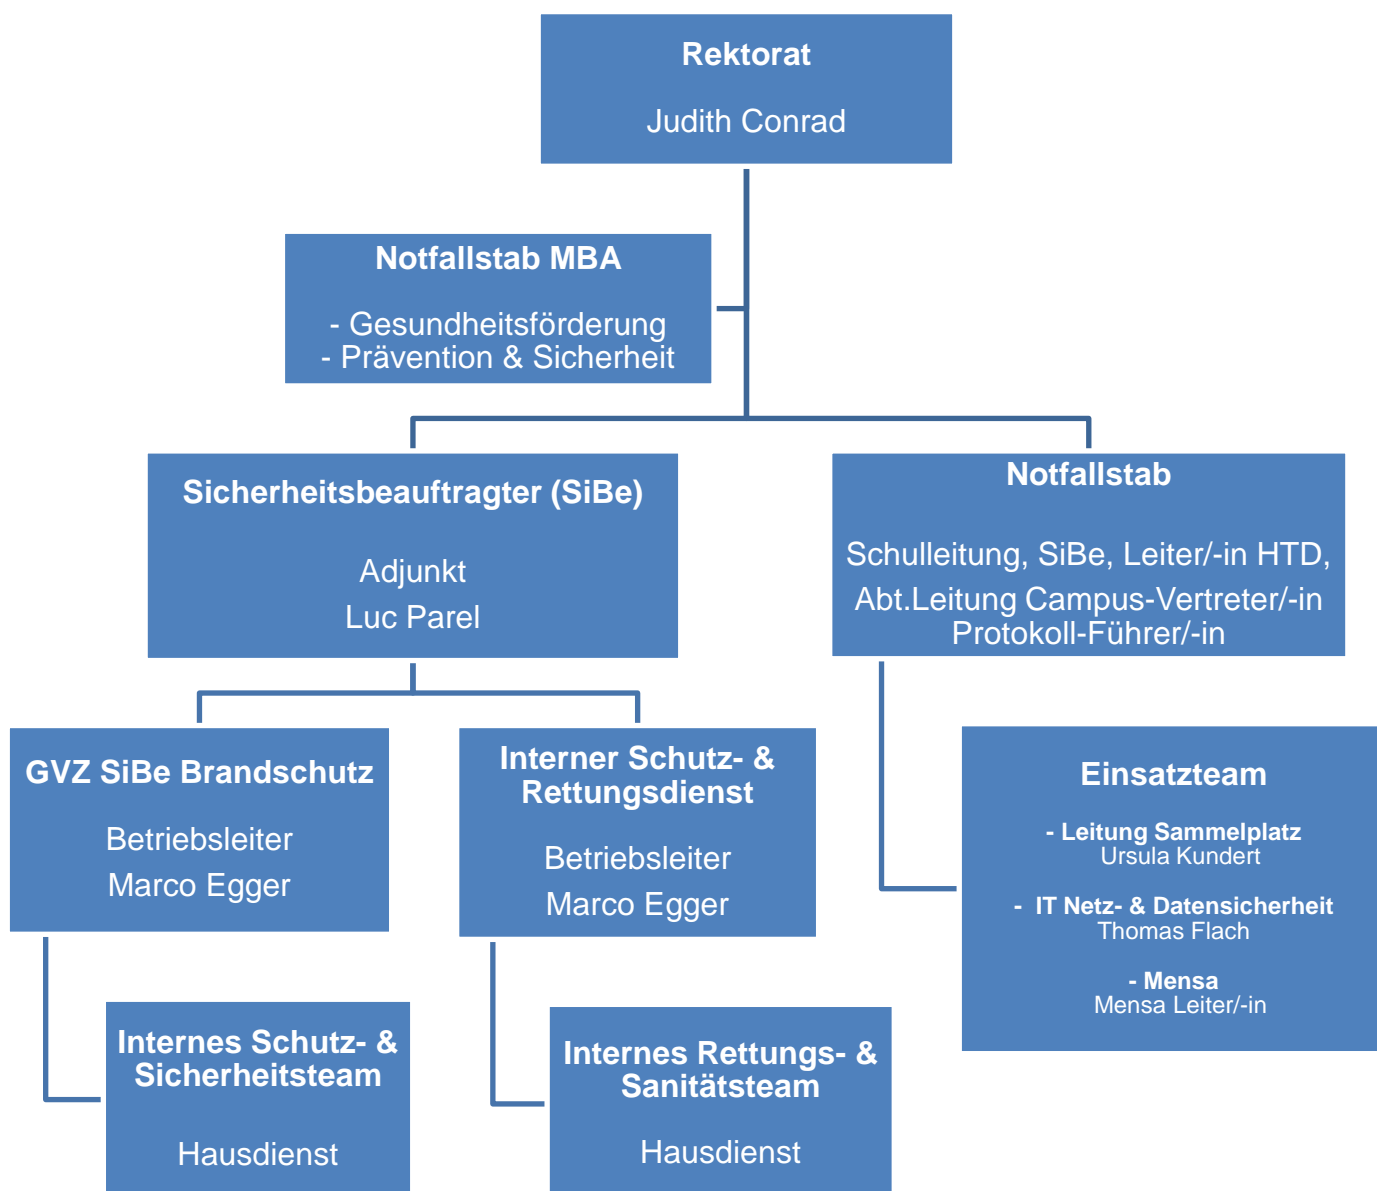 Rektorat
Judith Conrad
Notfallstab MBA
- Gesundheitsförderung
- Prävention & Sicherheit
Sicherheitsbeauftragter (SiBe)
Adjunkt
Luc Parel
Notfallstab
Schulleitung, SiBe, Leiter/-in HTD,
Abt.Leitung Campus-Vertreter/-in
Protokoll-Führer/-in
GVZ SiBe Brandschutz
Betriebsleiter
Marco Egger
Interner Schutz- &
Rettungsdienst
Betriebsleiter
Marco Egger
Einsatzteam
- Leitung Sammelplatz
Ursula Kundert
- IT Netz- & Datensicherheit
Thomas Flach
- Mensa
Mensa Leiter/-in
Internes Schutz- &
Sicherheitsteam
Hausdienst
Internes Rettungs- &
Sanitätsteam
Hausdienst